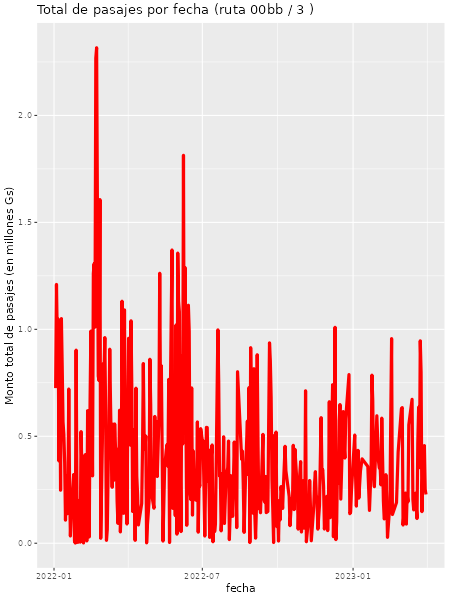 Total de pasajes por fecha (ruta 00bb / 3 )
Monto total de pasajes (en millones Gs)
2.0
1.5
1.0
0.5
0.0
2022-01
2022-07
2023-01
fecha